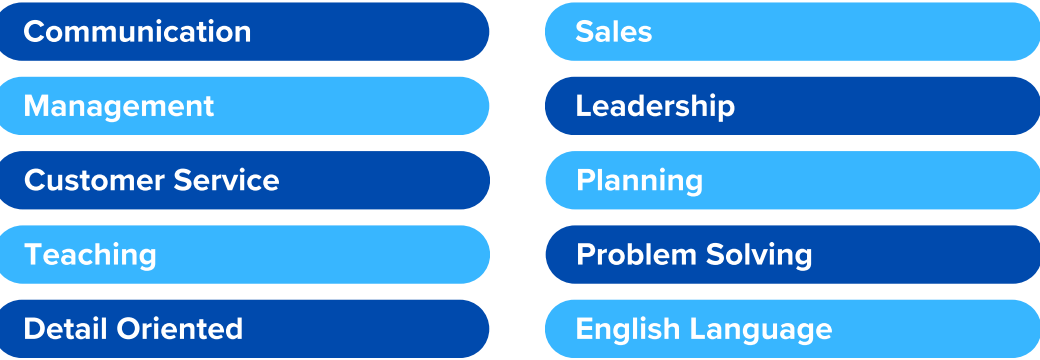 Communication
Management
Customer Service
Teaching
Detail Oriented
Sales
Leadership
Planning
Problem Solving
English Language